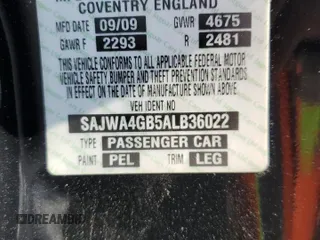 COVENTRY ENGLAND
MFD DATE 09/09 GVWR 4675
GAWR F 2293 R 2481
THIS VEHICLE CONFORMS TO ALL APPLICABLE FEDERAL MOTOR
VEHICLE SAFETY, BUMPER AND THEFT PREVENTION STANDARDS
IN EFFECT ON THE DATE OF MANUFACTURE SHOWN ABOVE.
VEH IDENT NO
SAJWA4GB5ALB36022
TYPE PASSENGER CAR
PAINT PEL TRIM LEG
© DREAMBID